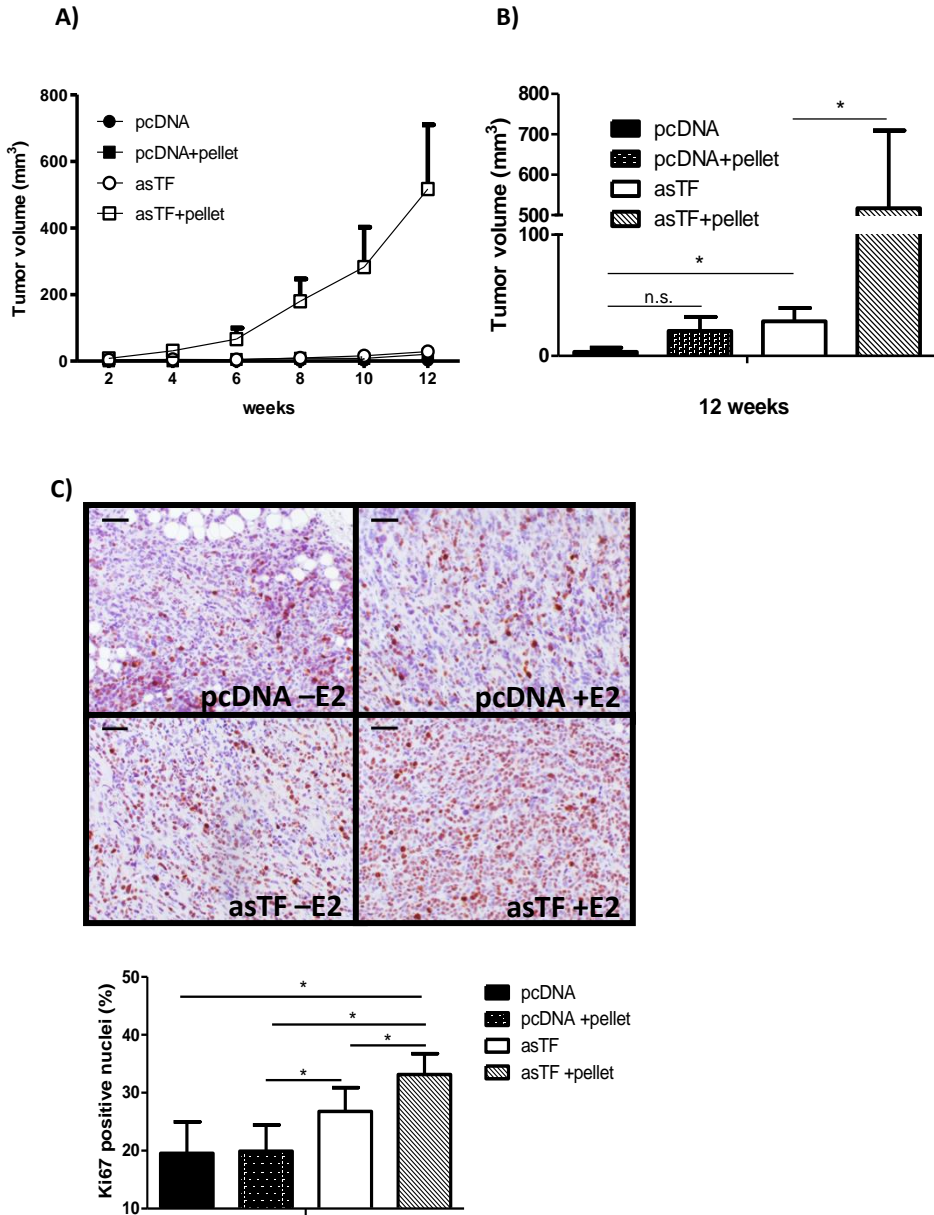 A)
B)
800
600
400
200
0
2 4 6 8 10 12
weeks
Tumor volume (mm3)
pcDNA
pcDNA+pellet
asTF
asTF+pellet
800
700
600
500
100
0
Tumor volume (mm3)
*
pcDNA
pcDNA+pellet
asTF
asTF+pellet
*
n.s.
12 weeks
C)
pcDNA –E2
pcDNA +E2
asTF –E2
asTF +E2
50
40
30
20
10
Ki67 positive nuclei (%)
*
*
*
*
pcDNA
pcDNA +pellet
asTF
asTF +pellet